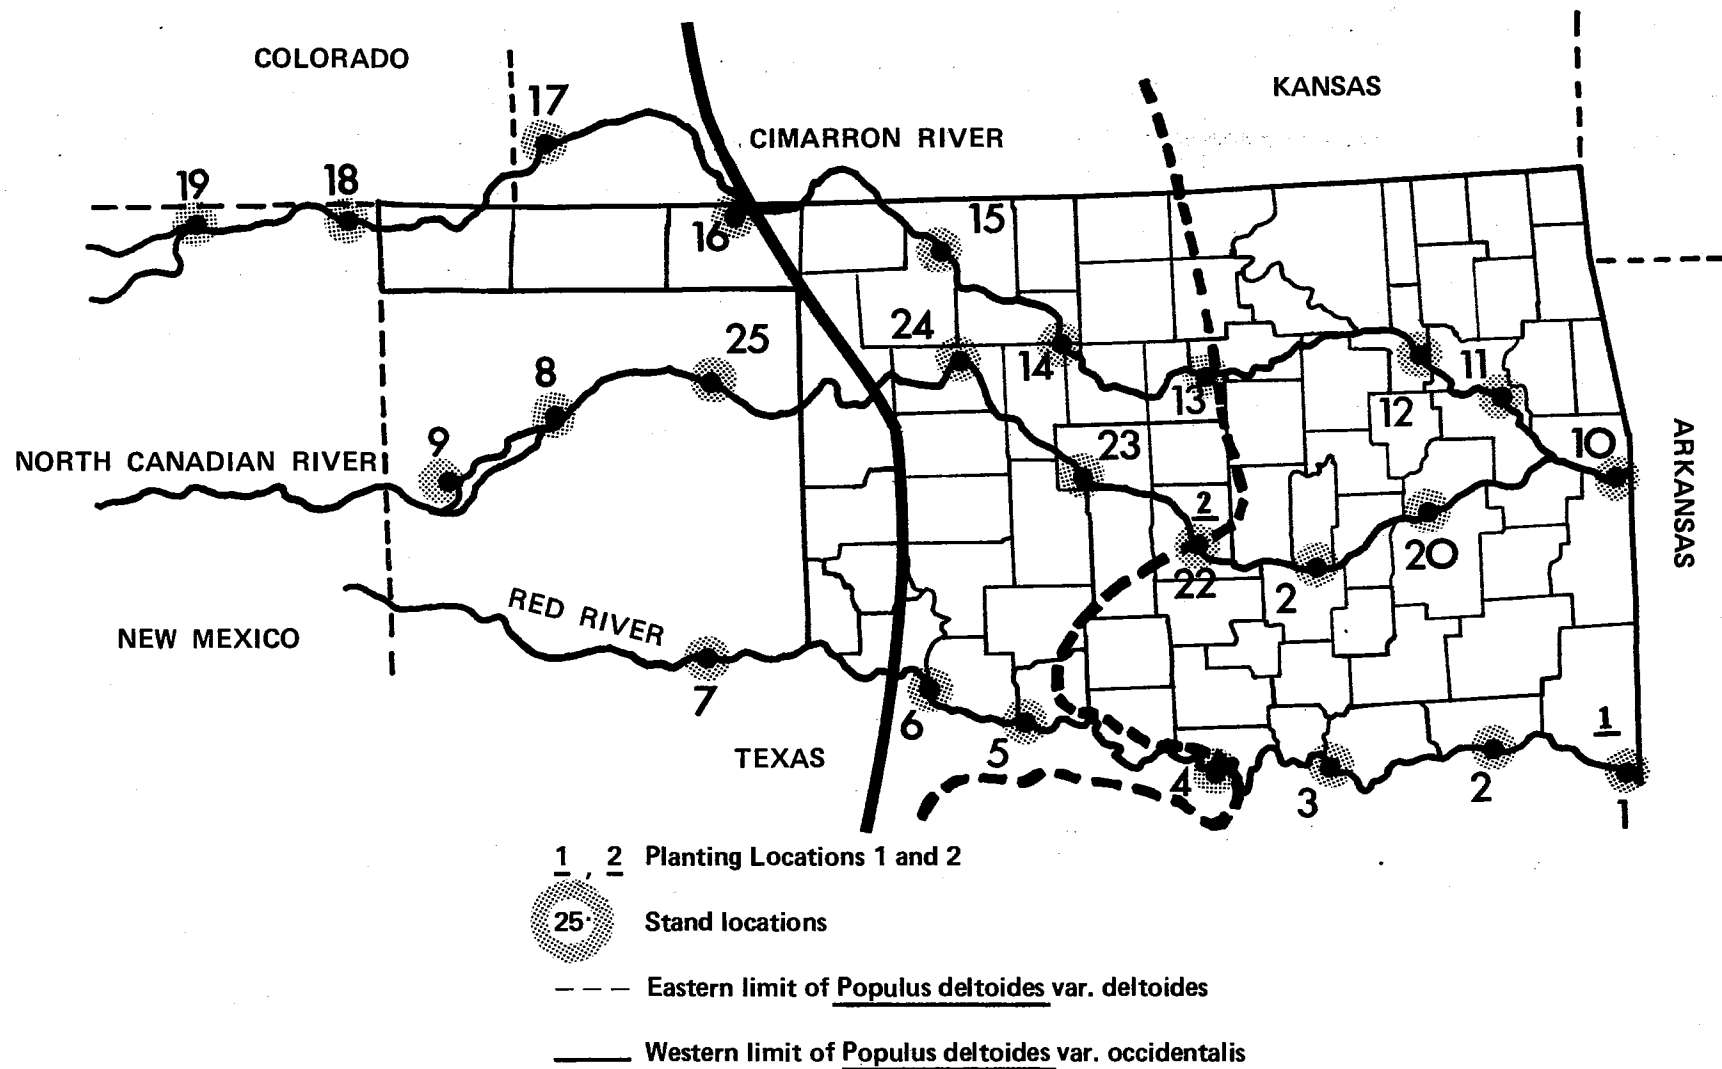 COLORADO
KANSAS
17
CIMARRON RIVER
19
18
15
16
24
25
14
8
11
13
12
9
23
10
NORTH CANADIAN RIVER
ARKANSAS
2
20
22
2
RED RIVER
NEW MEXICO
7
6
1
5
TEXAS
4
3
2
1
1 , 2 Planting Locations 1 and 2
25· Stand locations
--- Eastern limit of Populus deltoides var. deltoides
Western limit of Populus deltoides var. occidentalis